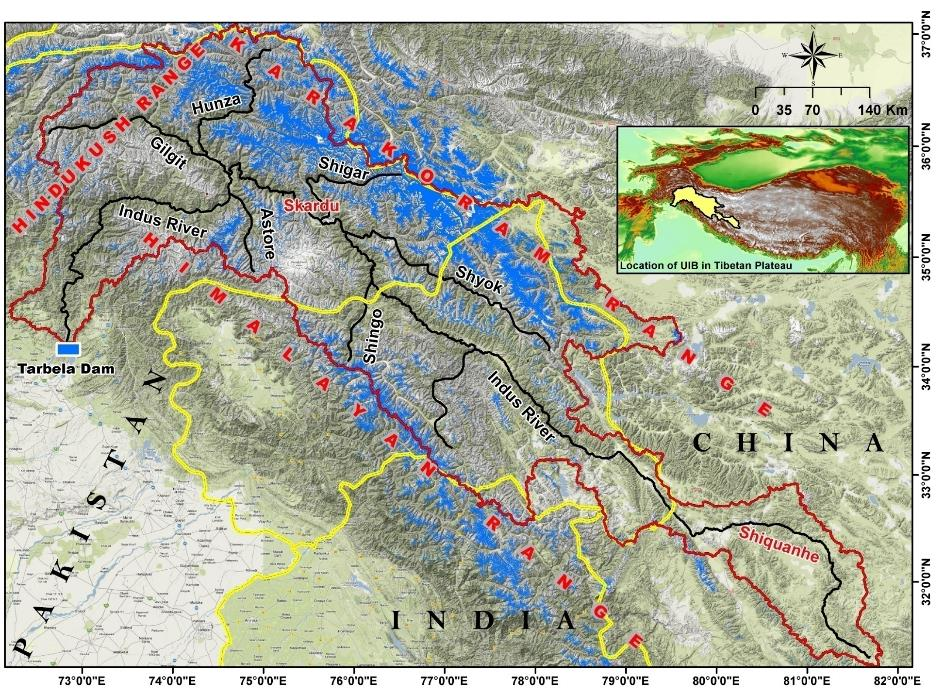 HINDUKUSH RANGE
KARAKORAM RANGE
HIMALAYAN RANGE
N
W E
S
0 35 70 140 Km
Location of UIB in Tibetan Plateau
Hunza
Gilgit
Shigar
Skardu
Indus River
Astore
Shyok
Shingo
Indus River
Tarbela Dam
Shiquanhe
PAKISTAN
CHINA
INDIA
37°0'0"N
36°0'0"N
35°0'0"N
34°0'0"N
33°0'0"N
32°0'0"N
73°0'0"E 74°0'0"E 75°0'0"E 76°0'0"E 77°0'0"E 78°0'0"E 79°0'0"E 80°0'0"E 81°0'0"E 82°0'0"E